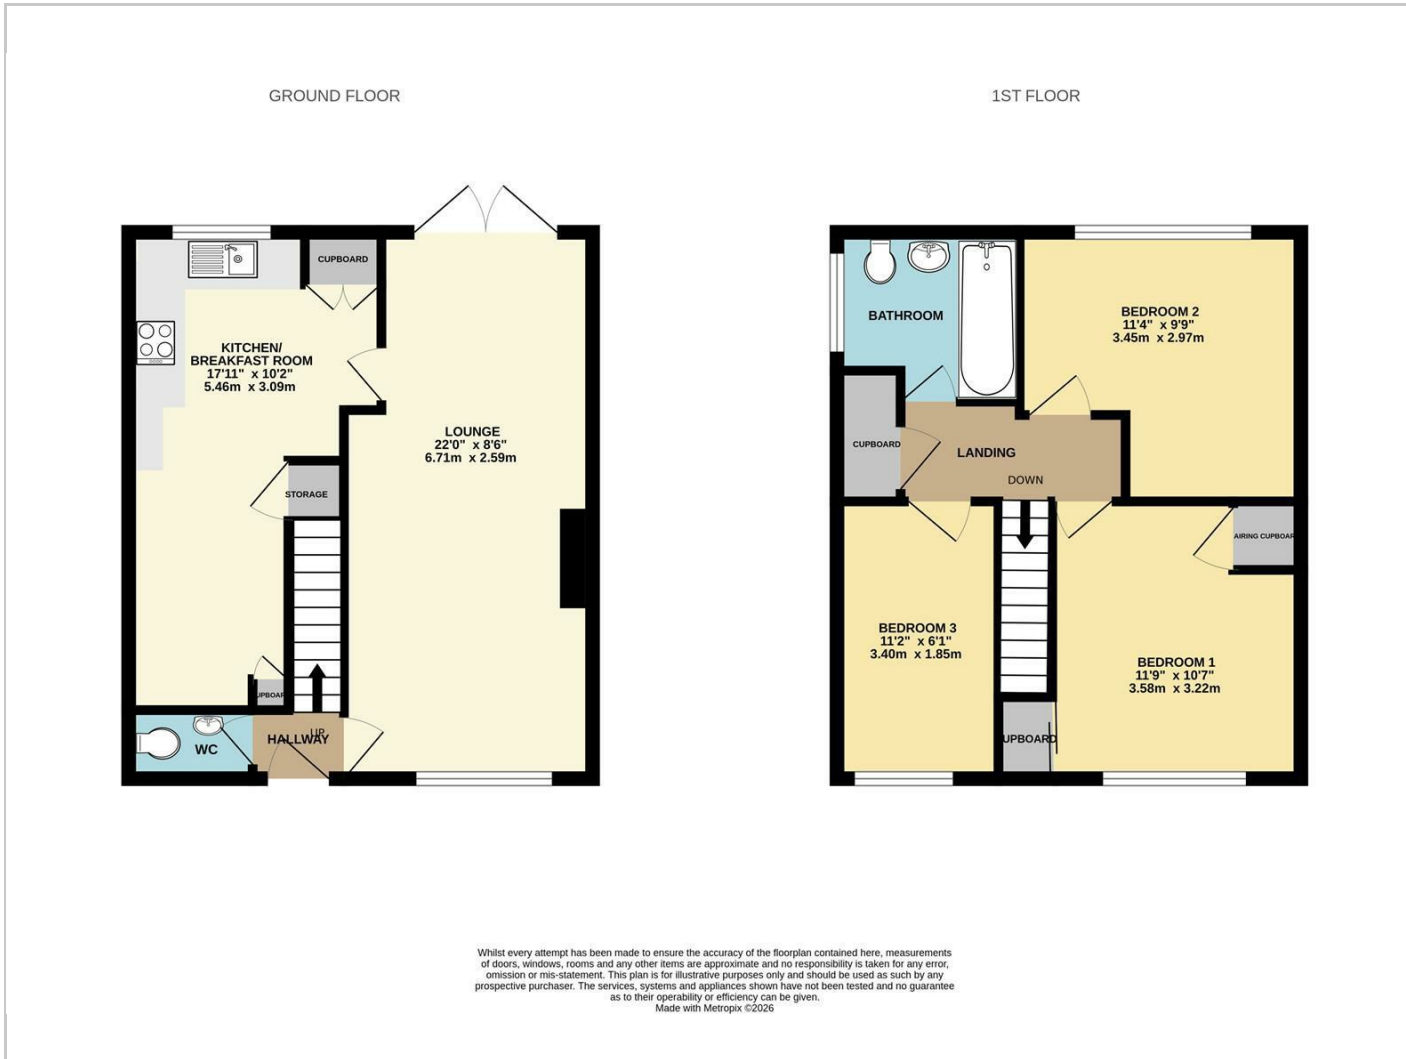 GROUND FLOOR
1ST FLOOR
CUPBOARD
KITCHEN/
BREAKFAST ROOM
17'11" x 10'2"
5.46m x 3.09m
LOUNGE
22'0" x 8'6"
6.71m x 2.59m
STORAGE
UPBOAR
WC
HALLWAY
UP
BATHROOM
BEDROOM 2
11'4" x 9'9"
3.45m x 2.97m
CUPBOARD
LANDING
DOWN
AIRING CUPBOAR
BEDROOM 3
11'2" x 6'1"
3.40m x 1.85m
BEDROOM 1
11'9" x 10'7"
3.58m x 3.22m
UPBOARD
Whilst every attempt has been made to ensure the accuracy of the floorplan contained here, measurements
of doors, windows, rooms and any other items are approximate and no responsibility is taken for any error,
omission or mis-statement. This plan is for illustrative purposes only and should be used as such by any
prospective purchaser. The services, systems and appliances shown have not been tested and no guarantee
as to their operability or efficiency can be given.
Made with Metropix ©2026